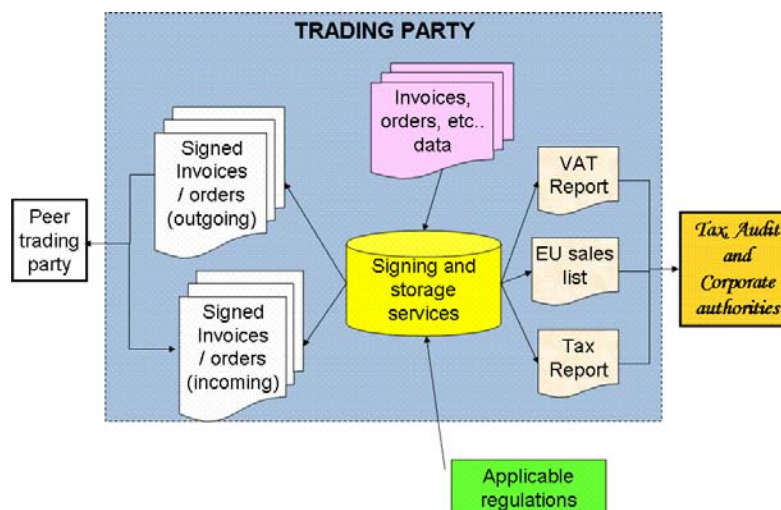 TRADING PARTY
Invoices,
orders, etc..
data
Signed
Invoices
/ orders
(outgoing)
VAT
Report
Peer
trading
party
Signing and
storage
services
EU sales
list
Tax, Audit
and
Corporate
authorities
Signed
Invoices
/ orders
(incoming)
Tax
Report
Applicable
regulations